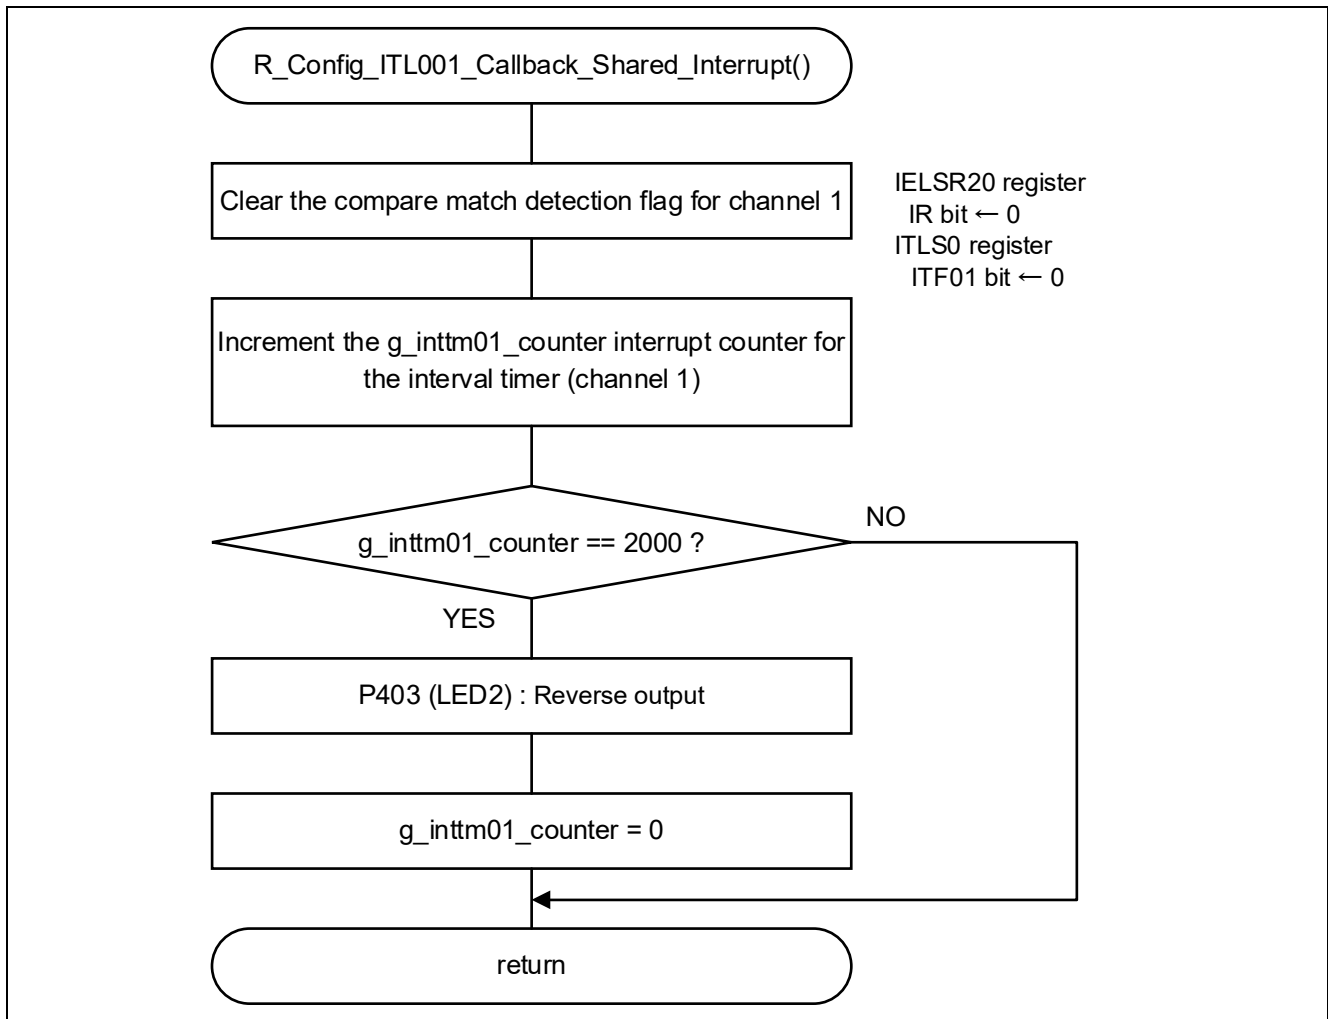 R_Config_ITL001_Callback_Shared_Interrupt()
Clear the compare match detection flag for channel 1
IELSR20 register
IR bit ← 0
ITLS0 register
ITF01 bit ← 0
Increment the g_inttm01_counter interrupt counter for
the interval timer (channel 1)
g_inttm01_counter == 2000 ?
NO
YES
P403 (LED2) : Reverse output
g_inttm01_counter = 0
return